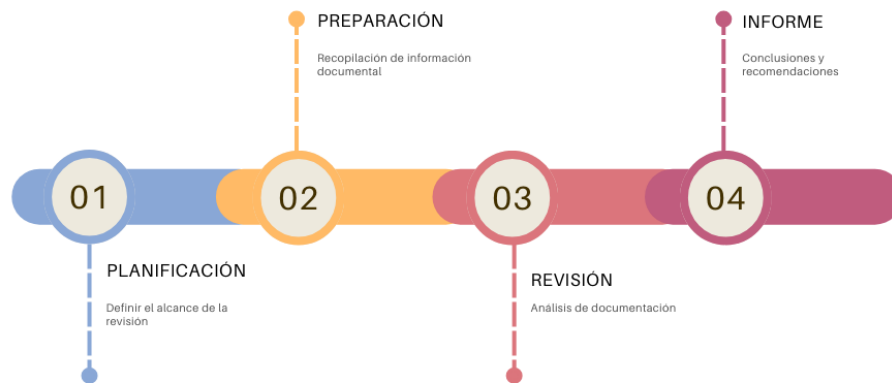 01
PLANIFICACIÓN
Definir el alcance de la
revisión
02
PREPARACIÓN
Recopilación de información
documental
03
REVISIÓN
Análisis de documentación
04
INFORME
Conclusiones y
recomendaciones